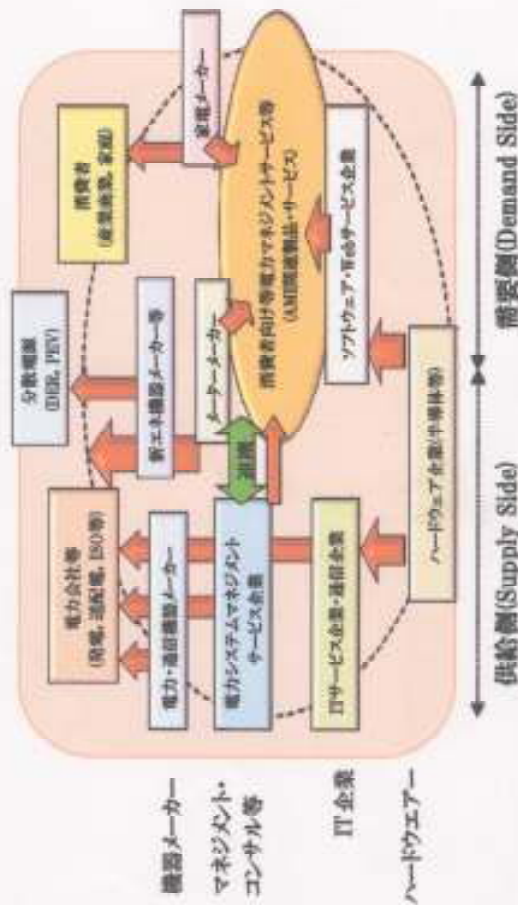 電力会社等
(発電, 送配電, ISO等)
分散電源
(DER, PEV)
消費者
(産業商業, 家庭)
機器メーカー
電力・通信機器メーカー
新エネ機器メーカー等
家電メーカー
メーターメーカー
マネジメント・
コンサル等
電力システムマネジメント
サービス企業
連携
消費者向け等電力マネジメントサービス等
(AMI関連製品・サービス)
IT企業
ITサービス企業・通信企業
ソフトウェア・Webサービス企業
ハードウエアー
ハードウェア企業(半導体等)
供給側(Supply Side)
需要側(Demand Side)